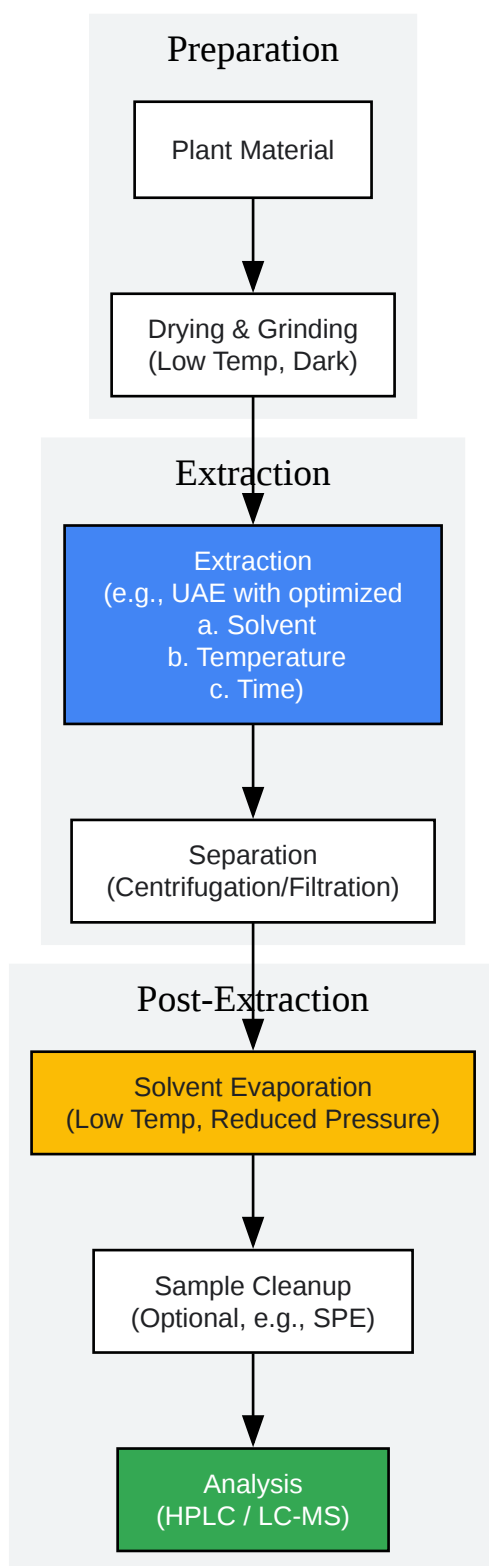 Preparation
Plant Material
Drying & Grinding
(Low Temp, Dark)
Extraction
Extraction
(e.g., UAE with optimized
a. Solvent
b. Temperature
c. Time)
Separation
(Centrifugation/Filtration)
Post-Extraction
Solvent Evaporation
(Low Temp, Reduced Pressure)
Sample Cleanup
(Optional, e.g., SPE)
Analysis
(HPLC / LC-MS)